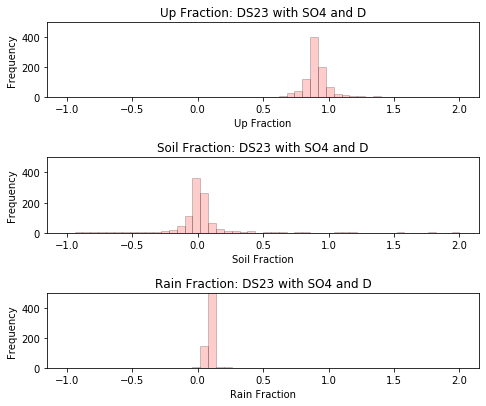 Up Fraction: DS23 with SO4 and D
400
200
0
Frequency
−1.0 −0.5 0.0 0.5 1.0 1.5 2.0
Up Fraction
Soil Fraction: DS23 with SO4 and D
400
200
0
Frequency
−1.0 −0.5 0.0 0.5 1.0 1.5 2.0
Soil Fraction
Rain Fraction: DS23 with SO4 and D
400
200
0
Frequency
−1.0 −0.5 0.0 0.5 1.0 1.5 2.0
Rain Fraction